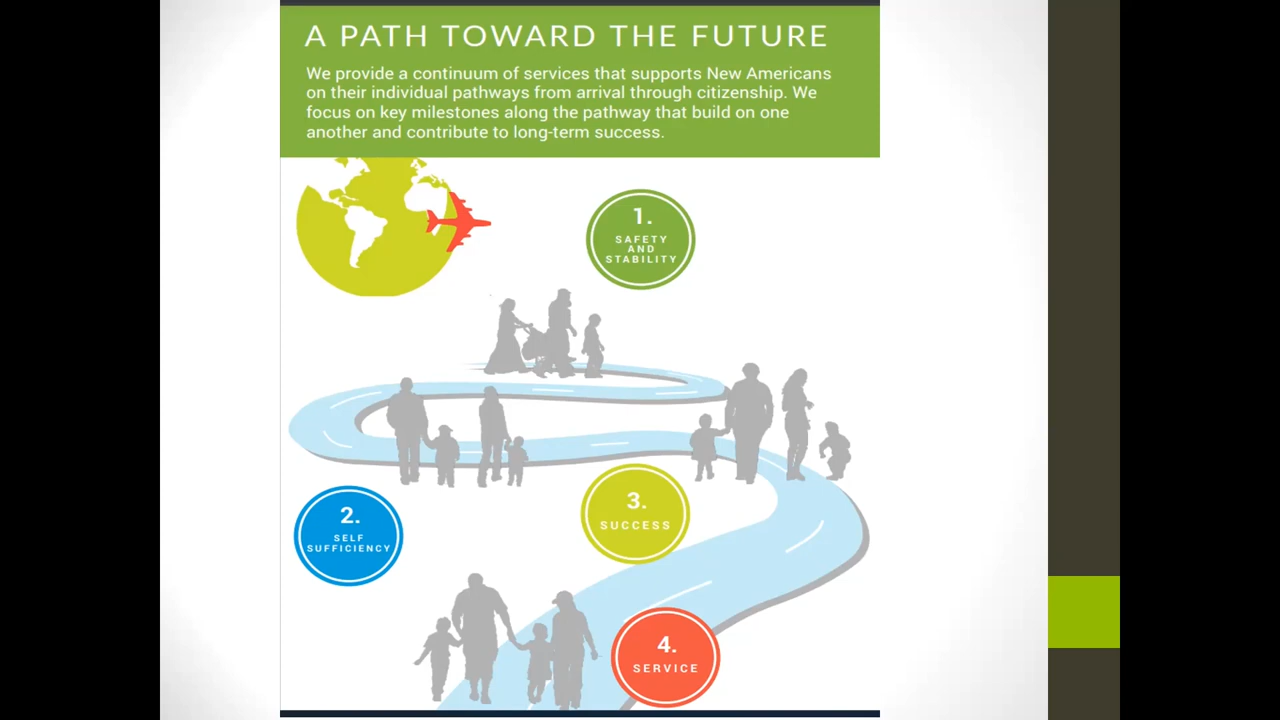 A PATH TOWARD THE FUTURE
We provide a continuum of services that supports New Americans
on their individual pathways from arrival through citizenship. We
focus on key milestones along the pathway that build on one
another and contribute to long-term success.
1.
SAFETY
AND
STABILITY
2.
SELF
SUFFICIENCY
3.
SUCCESS
4.
SERVICE